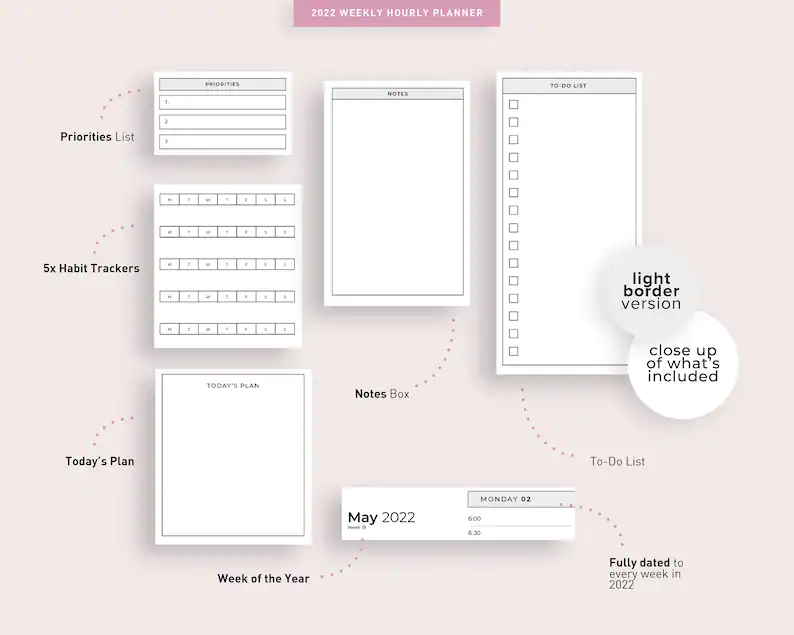 2022 WEEKLY HOURLY PLANNER
PRIORITIES
1.
2
3
Priorities List
M T W T F S S
M T W T F S S
M T W T F S S
M T W T F S S
M T W T F S S
5x Habit Trackers
TODAY'S PLAN
Today's Plan
NOTES
Notes Box
TO-DO LIST
light
border
version
close up
of what's
included
To-Do List
May 2022
Week 18
MONDAY 02
6:00
6:30
Week of the Year
Fully dated to
every week in
2022